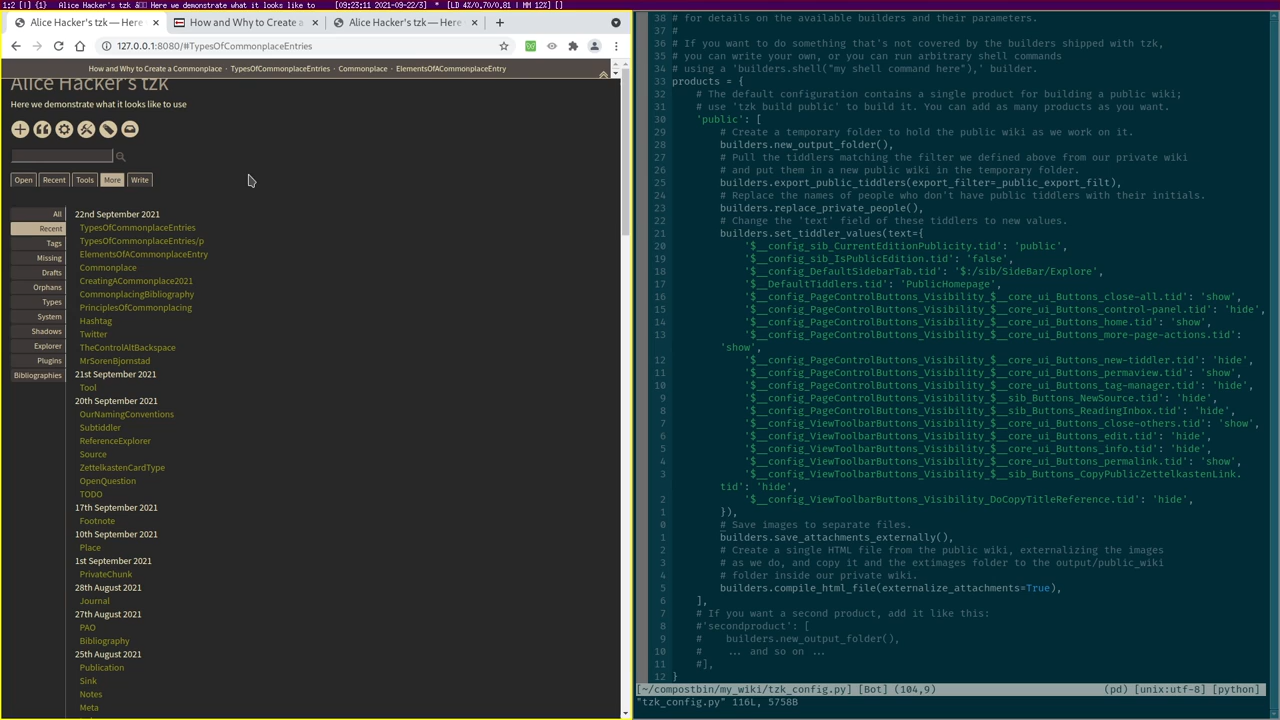 1:2 [I] {1} Alice Hacker's tzk — Here we demonstrate what it looks like to [09:23:11 2021-09-22/3] * [LD 4X/0.70/0.81 | MM 12%] {1}
Alice Hacker's tzk — Here
How and Why to Create a
Alice Hacker's tzk — Here
127.0.0.1:8080/#TypesOfCommonplaceEntries
How and Why to Create a Commonplace · TypesOfCommonplaceEntries · Commonplace · ElementsOfACommonplaceEntry
Alice Hacker's tzk
Here we demonstrate what it looks like to use
Open Recent Tools More Write
All
Recent
Tags
Missing
Drafts
Orphans
Types
System
Shadows
Explorer
Plugins
Bibliographies
22nd September 2021
TypesOfCommonplaceEntries
TypesOfCommonplaceEntries/p
ElementsOfACommonplaceEntry
Commonplace
CreatingACommonplace2021
CommonplacingBibliography
PrinciplesOfCommonplacing
Hashtag
Twitter
TheControlAltBackspace
MrSorenBjornstad
21st September 2021
Tool
20th September 2021
OurNamingConventions
Subtiddler
ReferenceExplorer
Source
ZettelkastenCardType
OpenQuestion
TODO
17th September 2021
Footnote
10th September 2021
Place
1st September 2021
PrivateChunk
28th August 2021
Journal
27th August 2021
PAO
Bibliography
25th August 2021
Publication
Sink
Notes
Meta
38 # for details on the available builders and their parameters.
37 #
36 # If you want to do something that's not covered by the builders shipped with tzk,
35 # you can write your own, or you can run arbitrary shell commands
34 # using a 'builders.shell("my shell command here"),' builder.
33 products = {
32 # The default configuration contains a single product for building a public wiki;
31 # use 'tzk build public' to build it. You can add as many products as you want.
30 'public': [
29 # Create a temporary folder to hold the public wiki as we work on it.
28 builders.new_output_folder(),
27 # Pull the tiddlers matching the filter we defined above from our private wiki
26 # and put them in a new public wiki in the temporary folder.
25 builders.export_public_tiddlers(export_filter=_public_export_filt),
24 # Replace the names of people who don't have public tiddlers with their initials.
23 builders.replace_private_people(),
22 # Change the 'text' field of these tiddlers to new values.
21 builders.set_tiddler_values(text={
20 '$__config_sib_CurrentEditionPublicity.tid': 'public',
19 '$__config_sib_IsPublicEdition.tid': 'false',
18 '$__config_DefaultSidebarTab.tid': '$:/sib/SideBar/Explore',
17 '$__DefaultTiddlers.tid': 'PublicHomepage',
16 '$__config_PageControlButtons_Visibility_$__core_ui_Buttons_close-all.tid': 'show',
15 '$__config_PageControlButtons_Visibility_$__core_ui_Buttons_control-panel.tid': 'hide',
14 '$__config_PageControlButtons_Visibility_$__core_ui_Buttons_home.tid': 'show',
13 '$__config_PageControlButtons_Visibility_$__core_ui_Buttons_more-page-actions.tid':
'show',
12 '$__config_PageControlButtons_Visibility_$__core_ui_Buttons_new-tiddler.tid': 'hide',
11 '$__config_PageControlButtons_Visibility_$__core_ui_Buttons_permaview.tid': 'show',
10 '$__config_PageControlButtons_Visibility_$__core_ui_Buttons_tag-manager.tid': 'hide',
9 '$__config_PageControlButtons_Visibility_$__sib_Buttons_NewSource.tid': 'hide',
8 '$__config_PageControlButtons_Visibility_$__sib_Buttons_ReadingInbox.tid': 'hide',
7 '$__config_ViewToolbarButtons_Visibility_$__core_ui_Buttons_close-others.tid': 'show',
6 '$__config_ViewToolbarButtons_Visibility_$__core_ui_Buttons_edit.tid': 'hide',
5 '$__config_ViewToolbarButtons_Visibility_$__core_ui_Buttons_info.tid': 'hide',
4 '$__config_ViewToolbarButtons_Visibility_$__core_ui_Buttons_permalink.tid': 'show',
3 '$__config_ViewToolbarButtons_Visibility_$__sib_Buttons_CopyPublicZettelkastenLink.
tid': 'hide',
2 '$__config_ViewToolbarButtons_Visibility_DoCopyTitleReference.tid': 'hide',
1 }),
0 # Save images to separate files.
1 builders.save_attachments_externally(),
2 # Create a single HTML file from the public wiki, externalizing the images
3 # as we do, and copy it and the extimages folder to the output/public_wiki
4 # folder inside our private wiki.
5 builders.compile_html_file(externalize_attachments=True),
6 ],
7 # If you want a second product, add it like this:
8 #'secondproduct': [
9 # builders.new_output_folder(),
10 # ... and so on ...
11 #],
12 }
[~/compostbin/my_wiki/tzk_config.py] [Bot] (104,9) (pd) [unix:utf-8] [python]
"tzk_config.py" 116L, 5758B